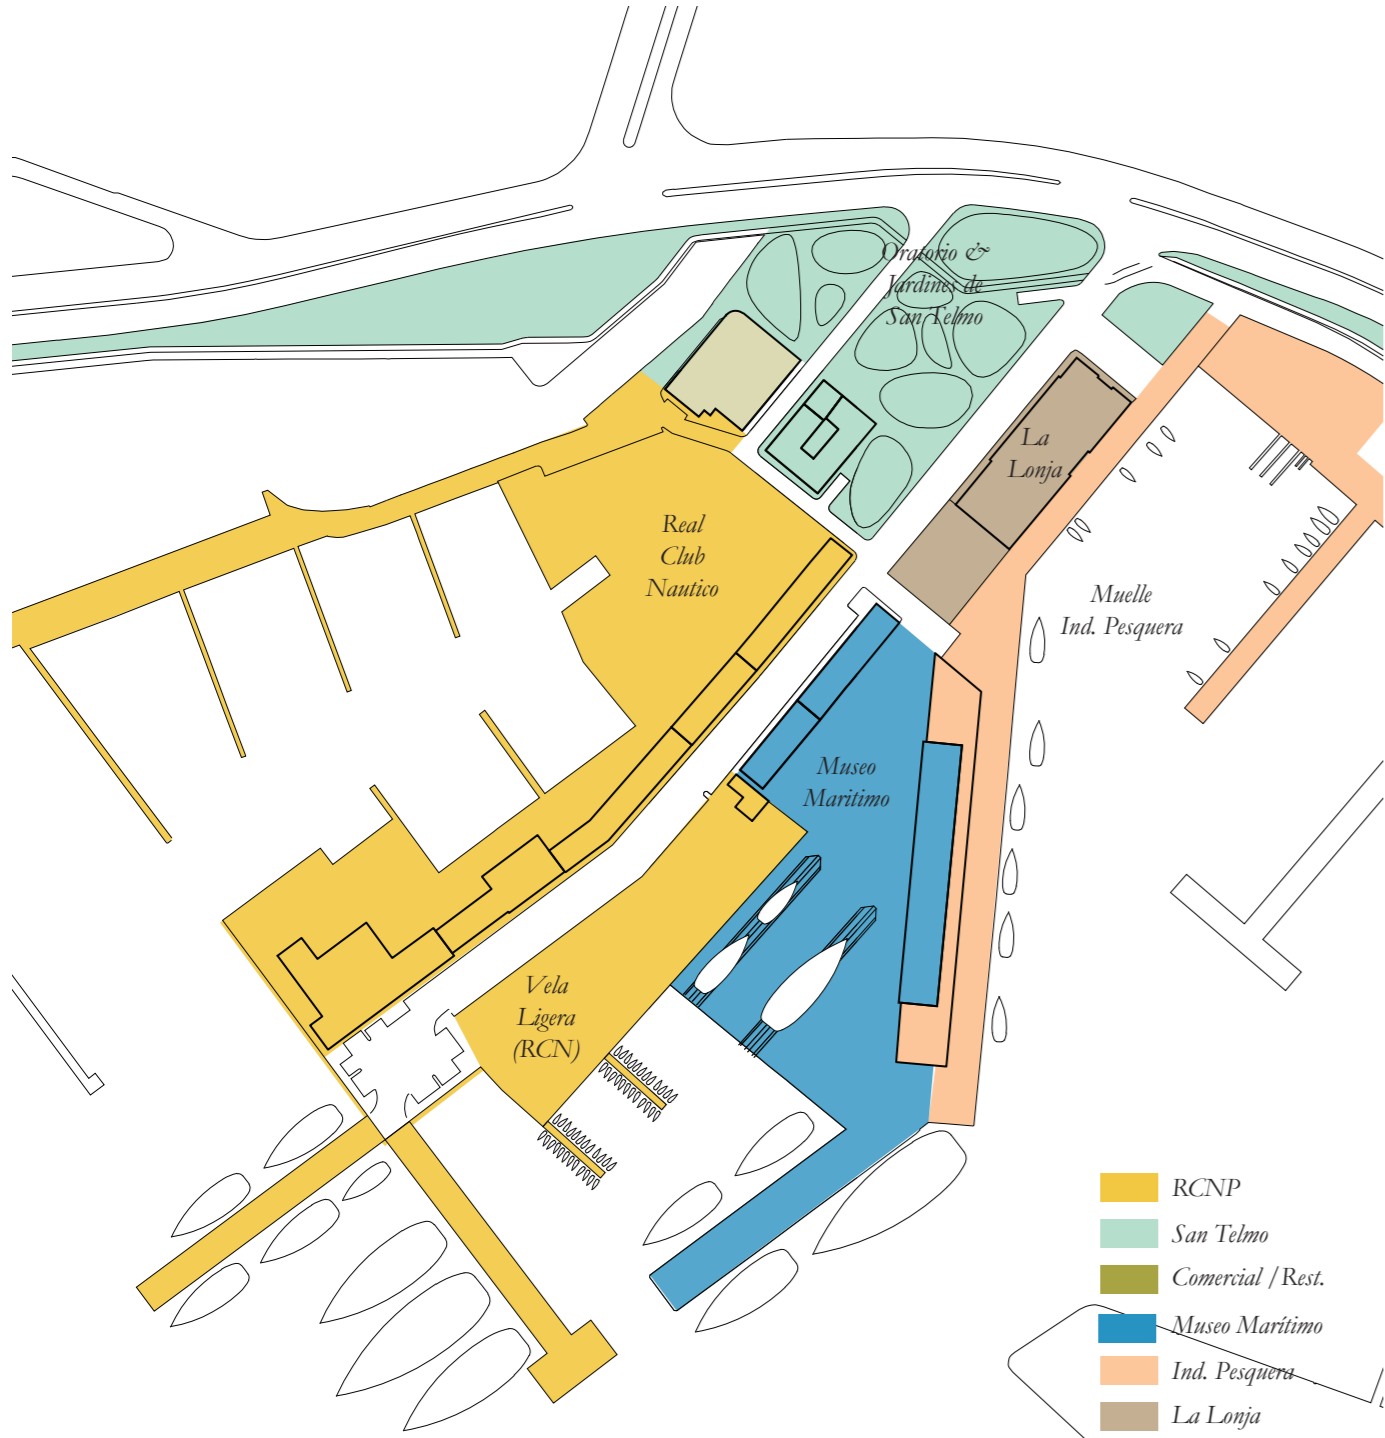 Oratorio &
Jardines de
San Telmo
La
Lonja
Real
Club
Nautico
Muelle
Ind. Pesquera
Museo
Maritimo
Vela
Ligera
(RCN)
RCNP
San Telmo
Comercial / Rest.
Museo Marítimo
Ind. Pesquera
La Lonja